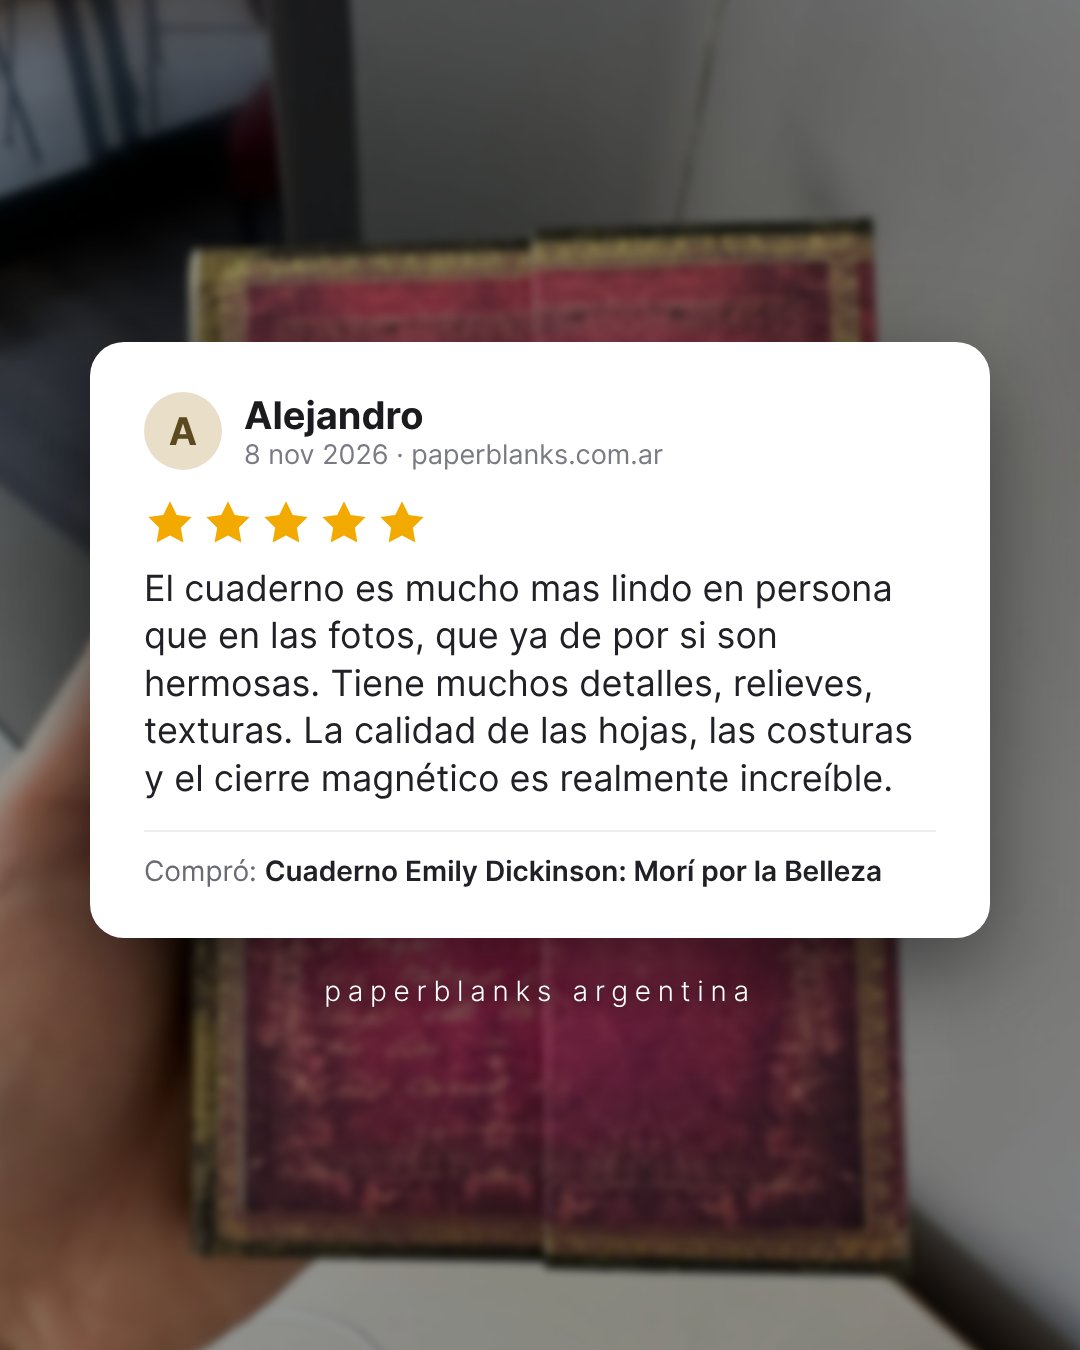 A
Alejandro
8 nov 2026 · paperblanks.com.ar
El cuaderno es mucho mas lindo en persona
que en las fotos, que ya de por si son
hermosas. Tiene muchos detalles, relieves,
texturas. La calidad de las hojas, las costuras
y el cierre magnético es realmente increíble.
Compró: Cuaderno Emily Dickinson: Morí por la Belleza
paperblanks argentina